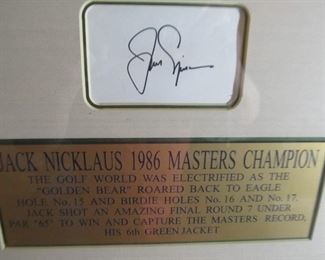 JACK NICKLAUS 1986 MASTERS CHAMPION
THE GOLF WORLD WAS ELECTRIFIED AS THE
"GOLDEN BEAR" ROARED BACK TO EAGLE
HOLE No. 15 AND BIRDIE HOLES No. 16 AND No. 17.
JACK SHOT AN AMAZING FINAL ROUND 7 UNDER
PAR "65" TO WIN AND CAPTURE THE MASTERS RECORD,
HIS 6th GREEN JACKET